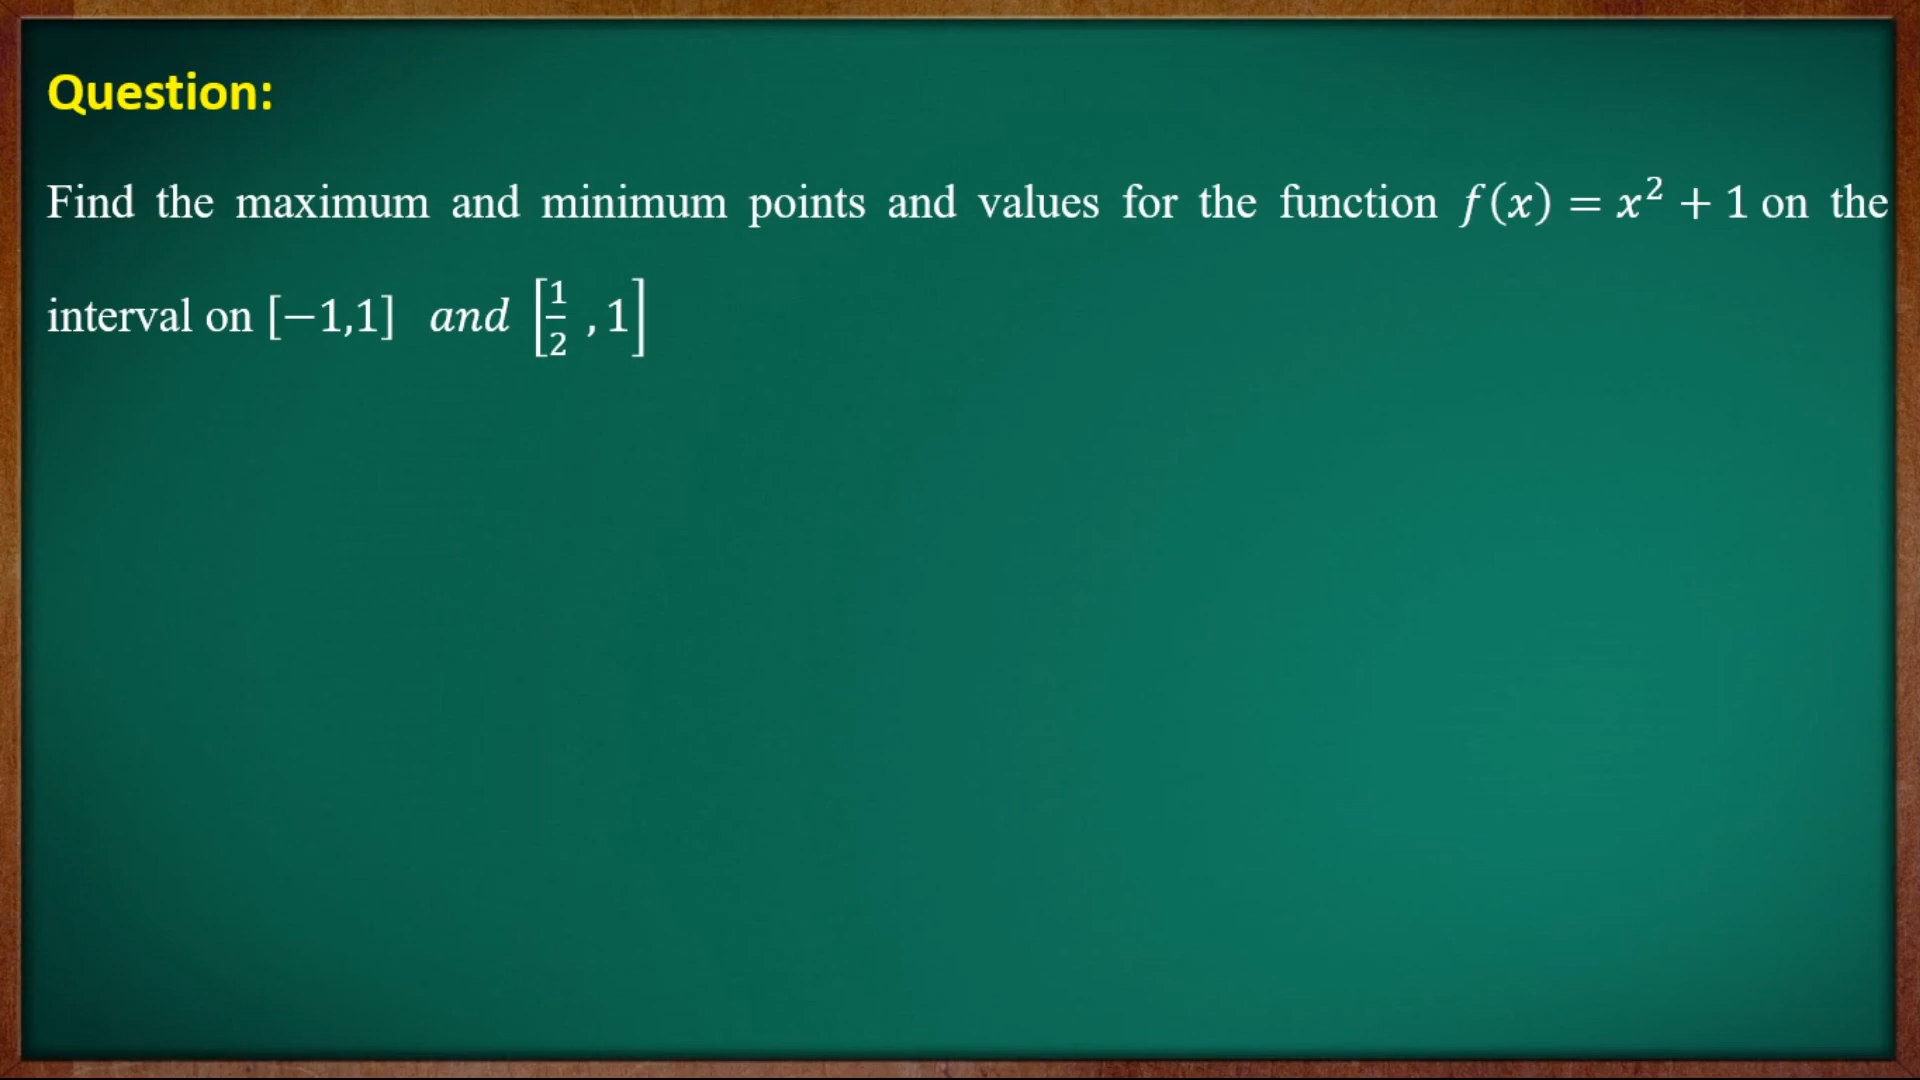 Question:
Find the maximum and minimum points and values for the function f(x) = x² + 1 on the
interval on [−1,1] and [1/2 , 1]